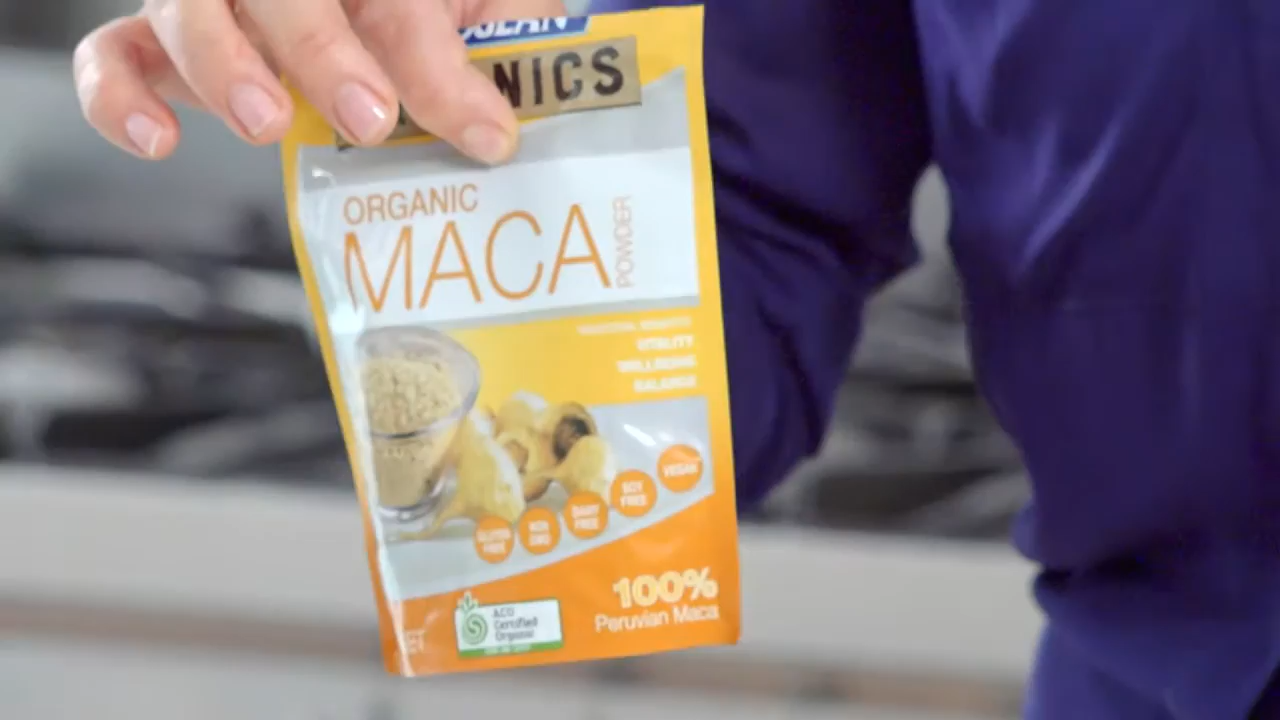 NICS
ORGANIC
MACA
POWDER
VITALITY
WELLBEING
BALANCE
GLUTEN
FREE
NON
GMO
DAIRY
FREE
SOY
FREE
VEGAN
100%
Peruvian Maca
ACO
Certified
Organic